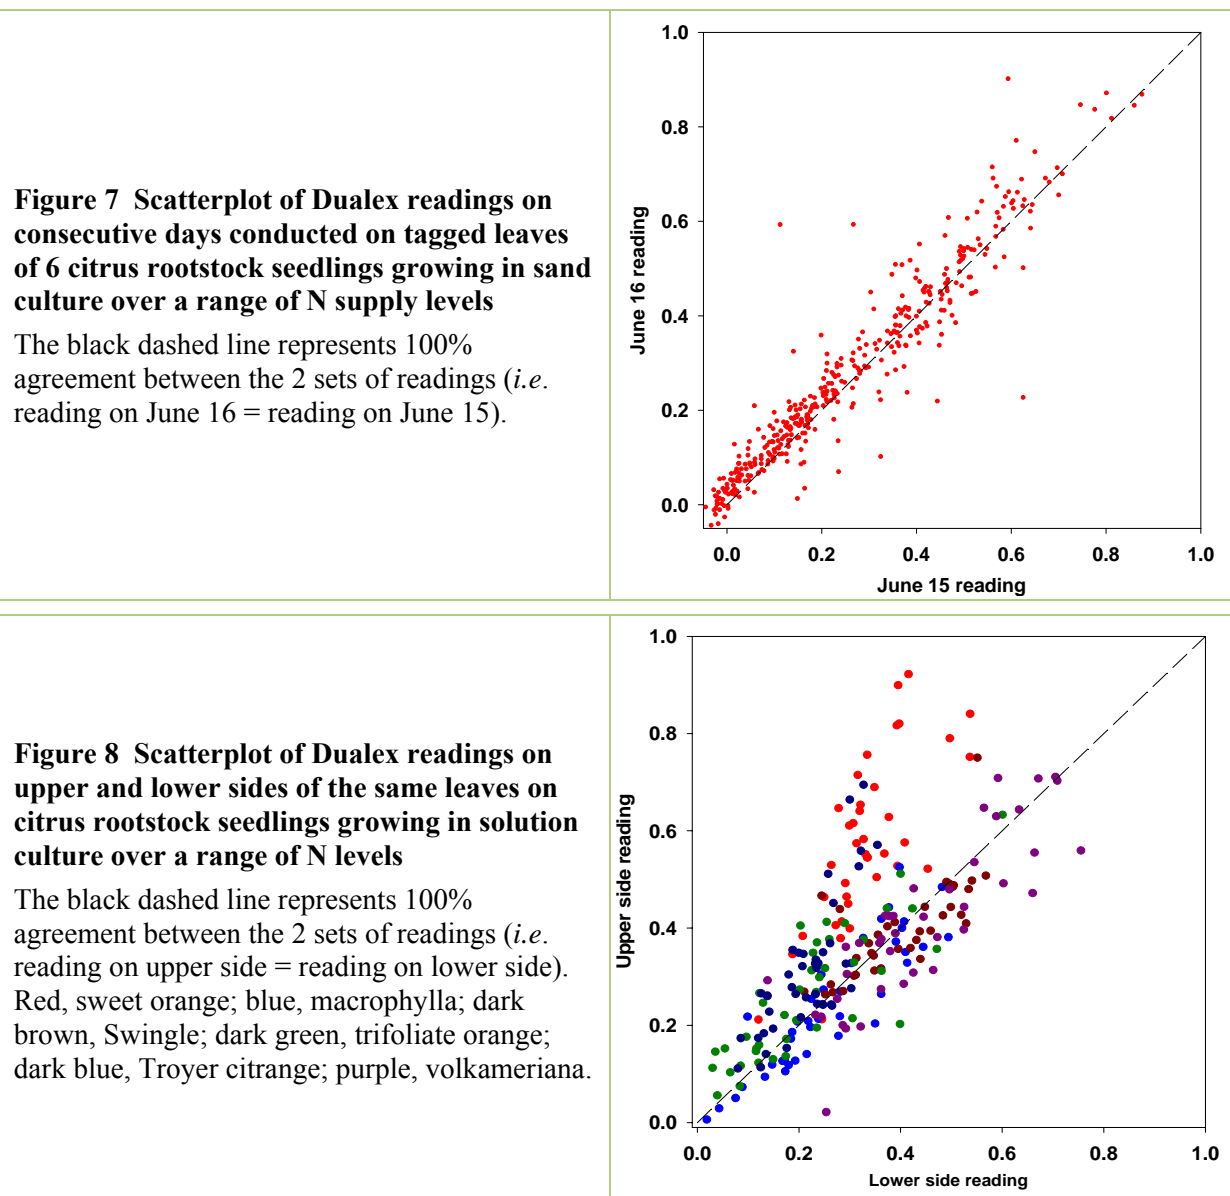 Figure 7  Scatterplot of Dualex readings on
consecutive days conducted on tagged leaves
of 6 citrus rootstock seedlings growing in sand
culture over a range of N supply levels
The black dashed line represents 100%
agreement between the 2 sets of readings (i.e.
reading on June 16 = reading on June 15).
1.0
0.8
0.6
0.4
0.2
0.0
June 16 reading
0.0 0.2 0.4 0.6 0.8 1.0
June 15 reading
Figure 8  Scatterplot of Dualex readings on
upper and lower sides of the same leaves on
citrus rootstock seedlings growing in solution
culture over a range of N levels
The black dashed line represents 100%
agreement between the 2 sets of readings (i.e.
reading on upper side = reading on lower side).
Red, sweet orange; blue, macrophylla; dark
brown, Swingle; dark green, trifoliate orange;
dark blue, Troyer citrange; purple, volkameriana.
1.0
0.8
0.6
0.4
0.2
0.0
Upper side reading
0.0 0.2 0.4 0.6 0.8 1.0
Lower side reading